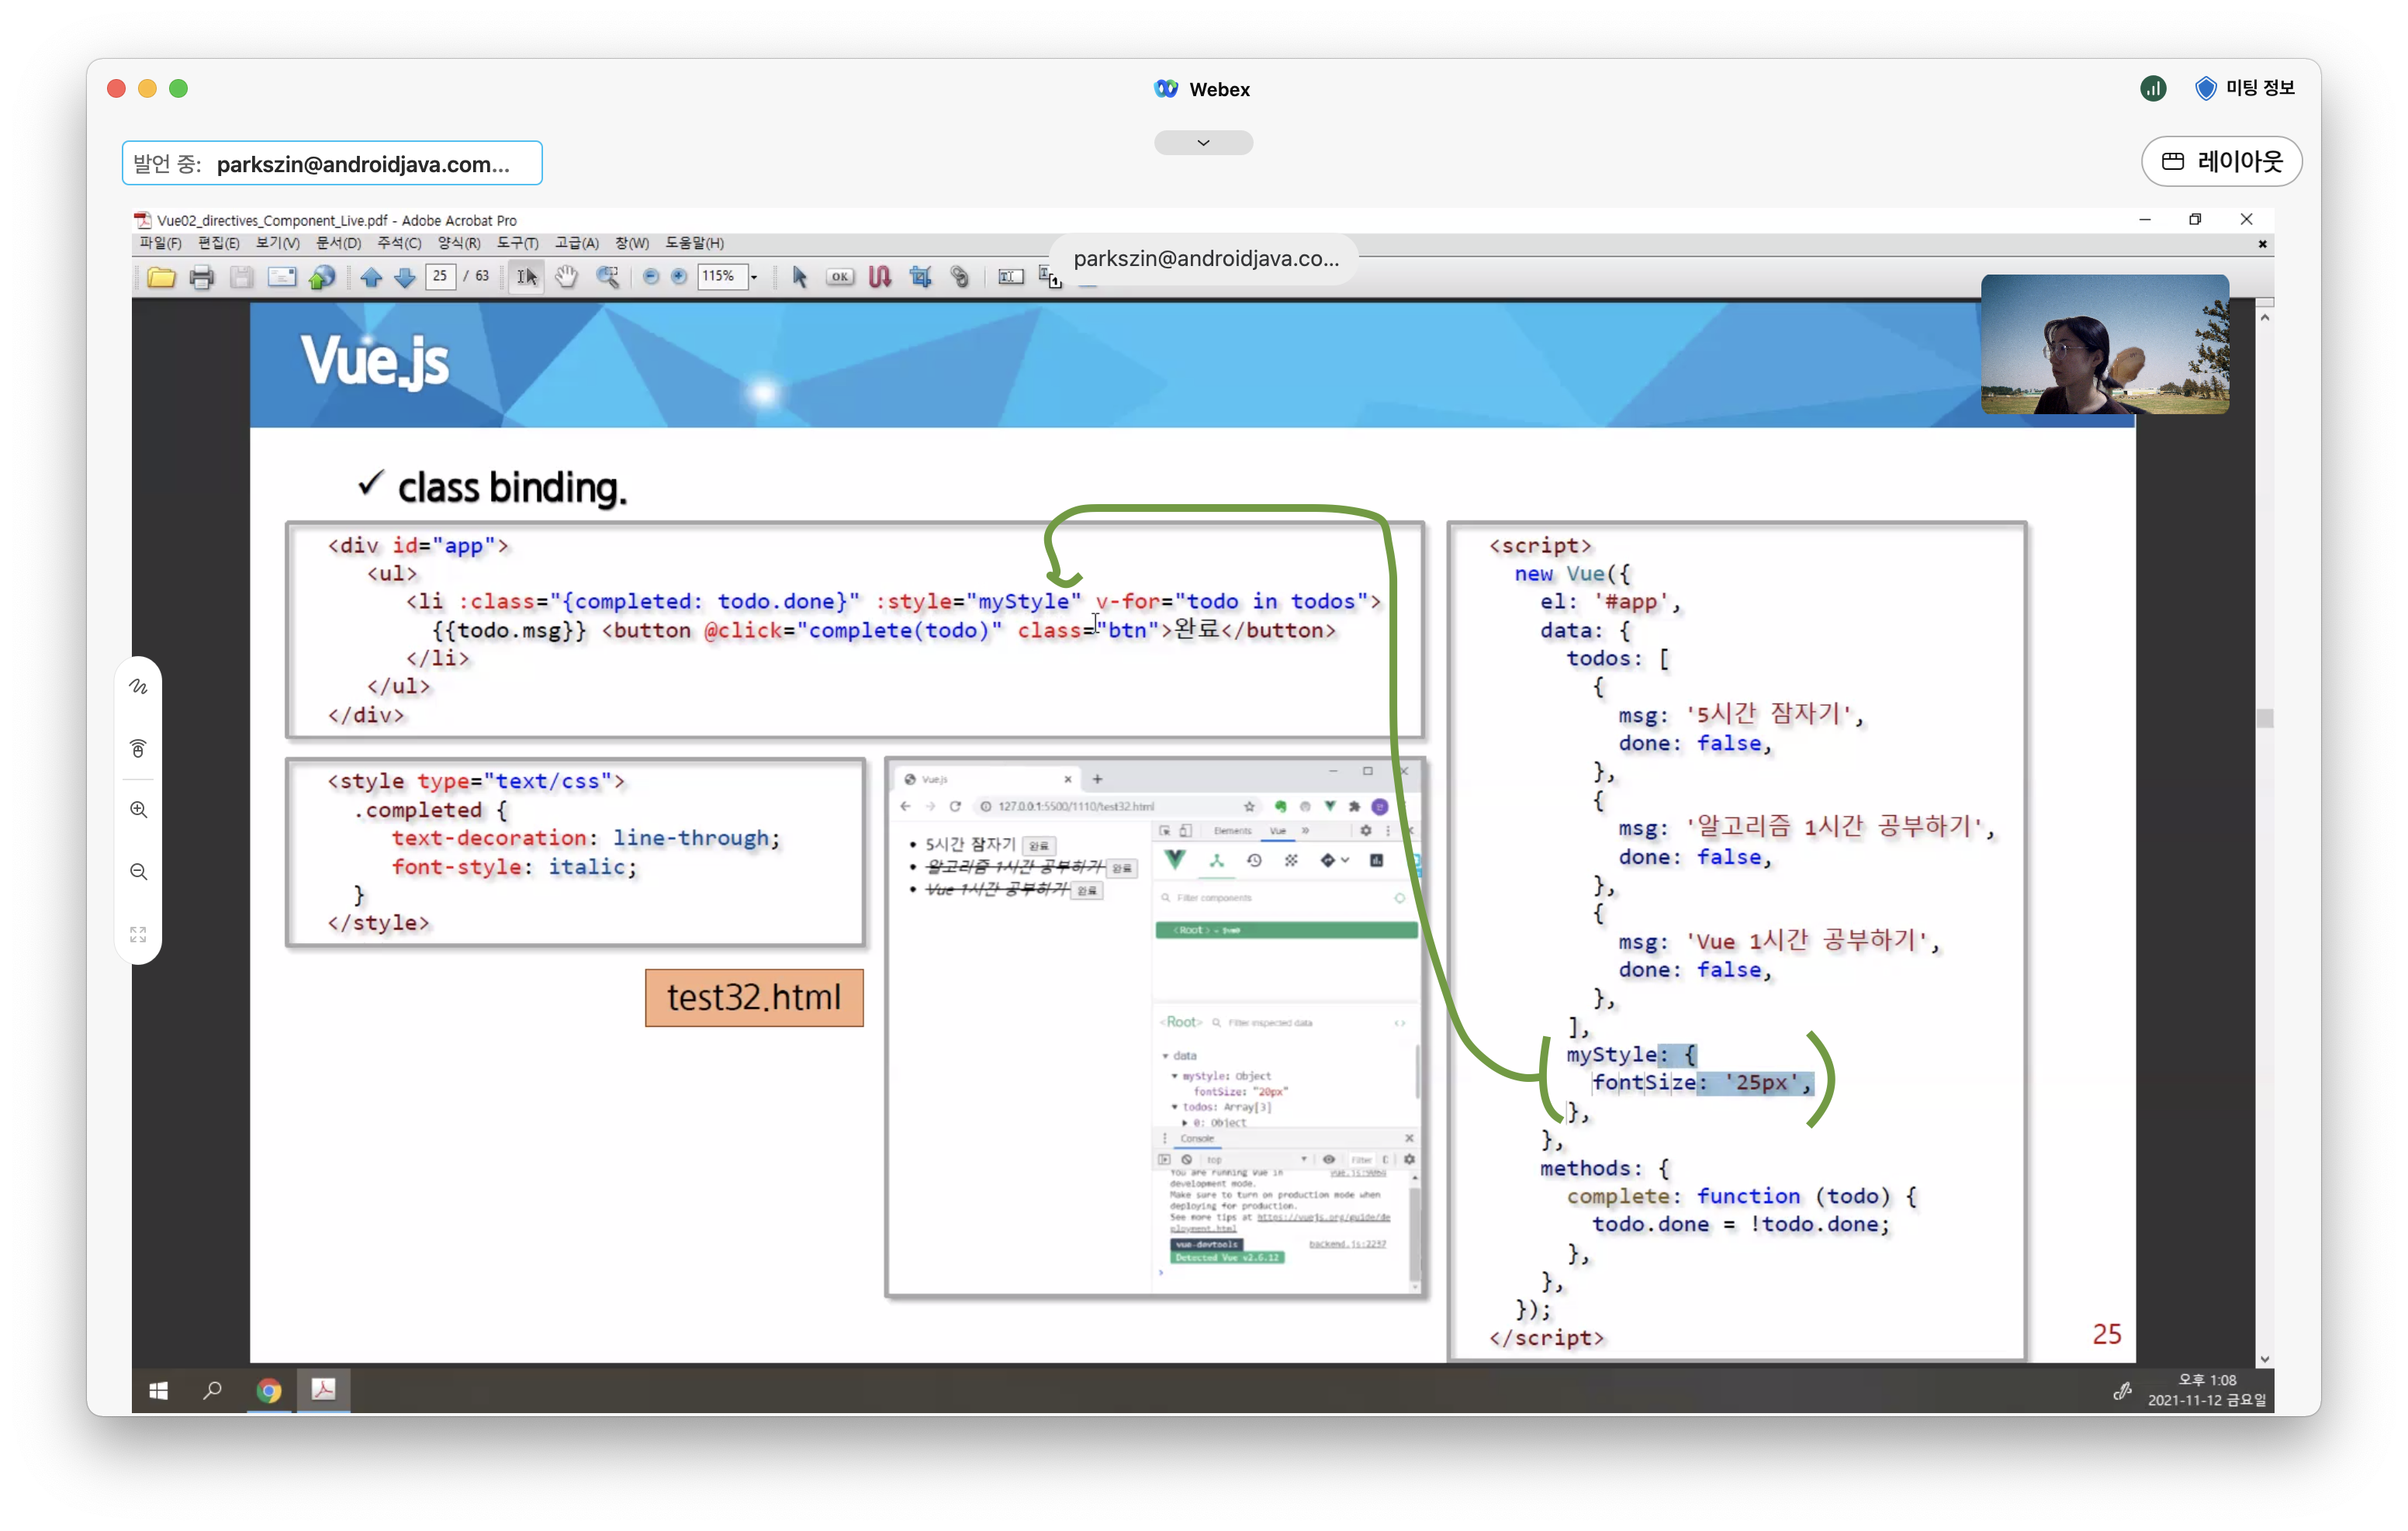 Webex
미팅 정보
발언 중: parkszin@androidjava.com...
레이아웃
Vue02_directives_Component_Live.pdf - Adobe Acrobat Pro
파일(F) 편집(E) 보기(V) 문서(D) 주석(C) 양식(R) 도구(T) 고급(A) 창(W) 도움말(H)
parkszin@androidjava.co...
25 / 63
115%
OK
Vue.js
class binding.
<div id="app">
<ul>
<li :class="{completed: todo.done}" :style="myStyle" v-for="todo in todos">
{{todo.msg}} <button @click="complete(todo)" class="btn">완료</button>
</li>
</ul>
</div>
<style type="text/css">
.completed {
text-decoration: line-through;
font-style: italic;
}
</style>
test32.html
Vue.js
127.0.0.1:5500/1110/test32.html
5시간 잠자기 완료
알고리즘 1시간 공부하기 완료
Vue 1시간 공부하기 완료
Elements Vue »
Filter components
<Root> = $vm0
<Root> Filter inspected data
data
myStyle: Object
fontSize: "20px"
todos: Array[3]
0: Object
Console
top
Filter
You are running Vue in vue.js:9064
development mode.
Make sure to turn on production mode when
deploying for production.
See more tips at https://vuejs.org/guide/de
ployment.html
vue-devtools backend.js:2237
Detected Vue v2.6.12
<script>
new Vue({
el: '#app',
data: {
todos: [
{
msg: '5시간 잠자기',
done: false,
},
{
msg: '알고리즘 1시간 공부하기',
done: false,
},
{
msg: 'Vue 1시간 공부하기',
done: false,
},
],
myStyle: {
fontSize: '25px',
},
},
methods: {
complete: function (todo) {
todo.done = !todo.done;
},
},
});
</script>
25
오후 1:08
2021-11-12 금요일